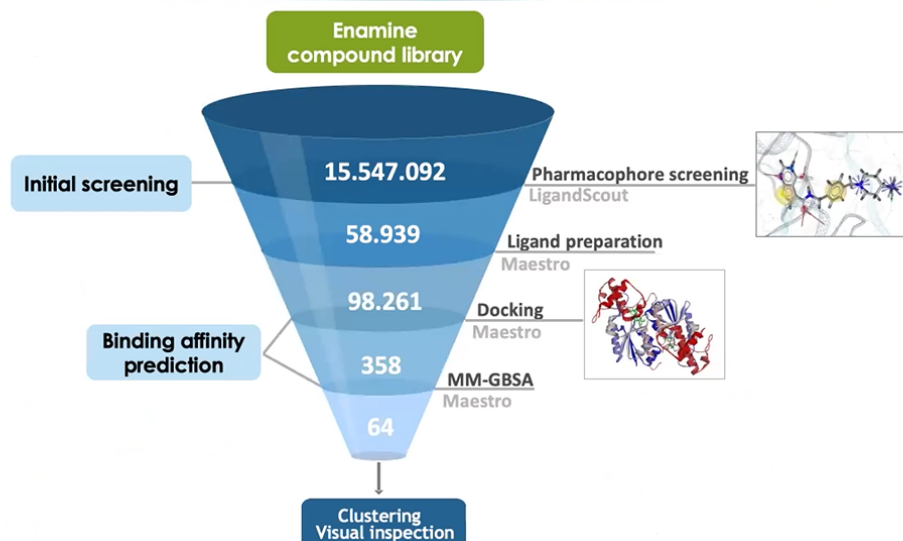 Enamine
compound library
15.547.092
Initial screening
Pharmacophore screening
LigandScout
58.939
Ligand preparation
Maestro
98.261
Docking
Maestro
Binding affinity
prediction
358
MM-GBSA
Maestro
64
Clustering
Visual inspection